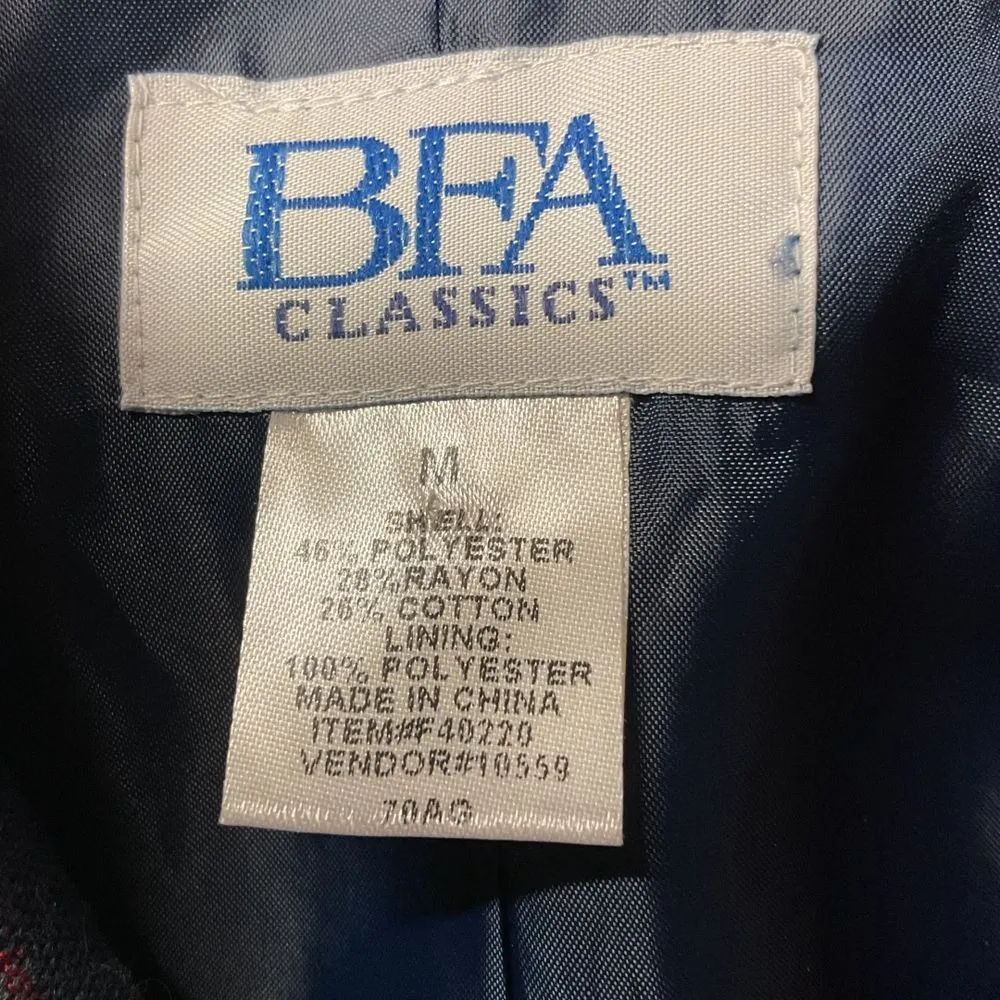 BFA
CLASSICS™
M
SHELL:
46% POLYESTER
28% RAYON
26% COTTON
LINING:
100% POLYESTER
MADE IN CHINA
ITEM#F40220
VENDOR#10559
70AG